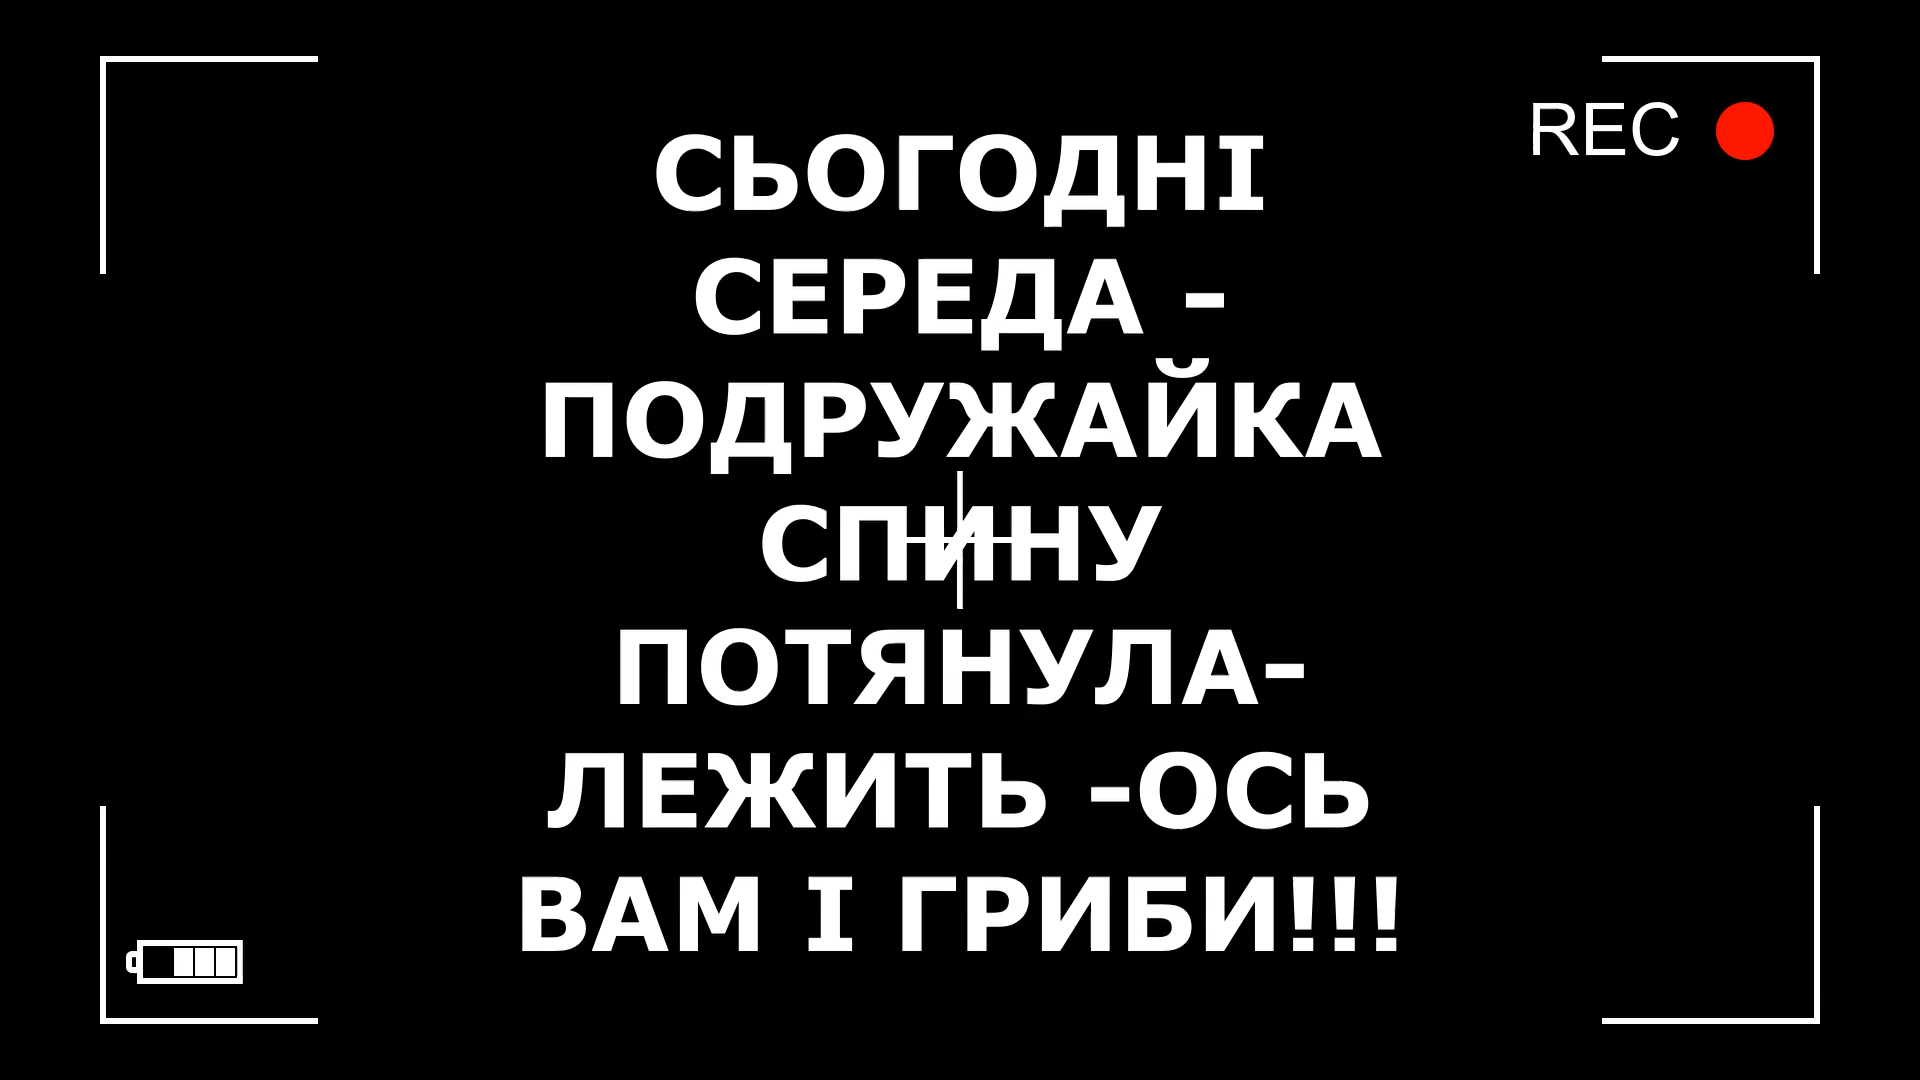 REC
СЬОГОДНІ
СЕРЕДА –
ПОДРУЖАЙКА
СПИНУ
ПОТЯНУЛА-
ЛЕЖИТЬ -ОСЬ
ВАМ І ГРИБИ!!!